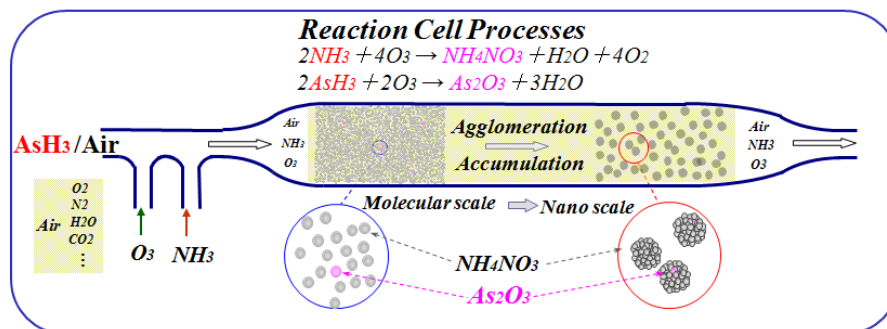 Reaction Cell Processes
2NH3+4O3→NH4NO3+H2O+4O2
2AsH3+2O3→As2O3+3H2O
AsH3/Air
Air
NH3
O3
Agglomeration
Accumulation
Air
NH3
O3
Air
O2
N2
H2O
CO2
⋮
O3
NH3
Molecular scale
Nano scale
NH4NO3
As2O3